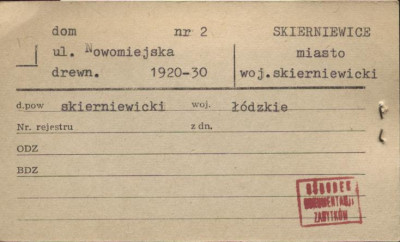 dom nr 2 SKIERNIEWICE
ul. Nowomiejska miasto
drewn. 1920-30 woj.skierniewicki
d.pow skierniewicki woj. łódzkie
Nr. rejestru z dn.
ODZ
BDZ
OŚRODEK
DOKUMENTACJI
ZABYTKÓW